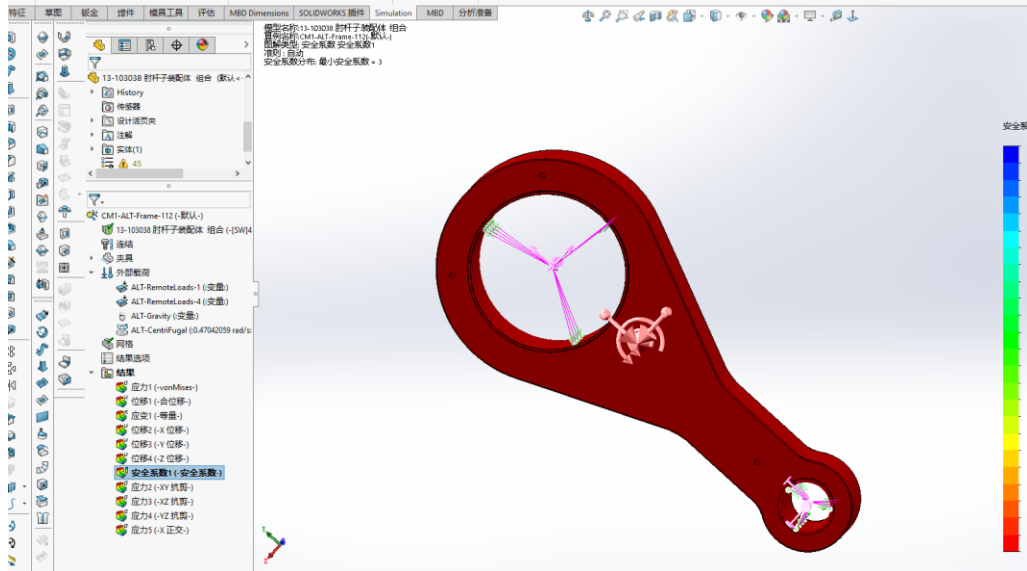 特征 草图 钣金 焊件 模具工具 评估 MBD Dimensions SOLIDWORKS 插件 Simulation MBD 分析准备
模型名称:13-103038 肘杆子装配体 组合
算例名称:CM1-ALT-Frame-112(-默认-)
图解类型: 安全系数 安全系数1
准则 : 自动
安全系数分布: 最小安全系数 = 3
13-103038 肘杆子装配体 组合 (默认<-
History
传感器
设计活页夹
注解
实体(1)
45
CM1-ALT-Frame-112 (-默认-)
13-103038 肘杆子装配体 组合 (-[SW]4
连结
夹具
外部载荷
ALT-RemoteLoads-1 (:变量:)
ALT-RemoteLoads-4 (:变量:)
ALT-Gravity (:变量:)
ALT-CentriFugal (:0.47042059 rad/s:
网格
结果选项
结果
应力1 (-vonMises-)
位移1 (-合位移-)
应变1 (-等量-)
位移2 (-X 位移-)
位移3 (-Y 位移-)
位移4 (-Z 位移-)
安全系数1 (-安全系数-)
应力2 (-XY 抗剪-)
应力3 (-XZ 抗剪-)
应力4 (-YZ 抗剪-)
应力5 (-X 正交-)
安全系